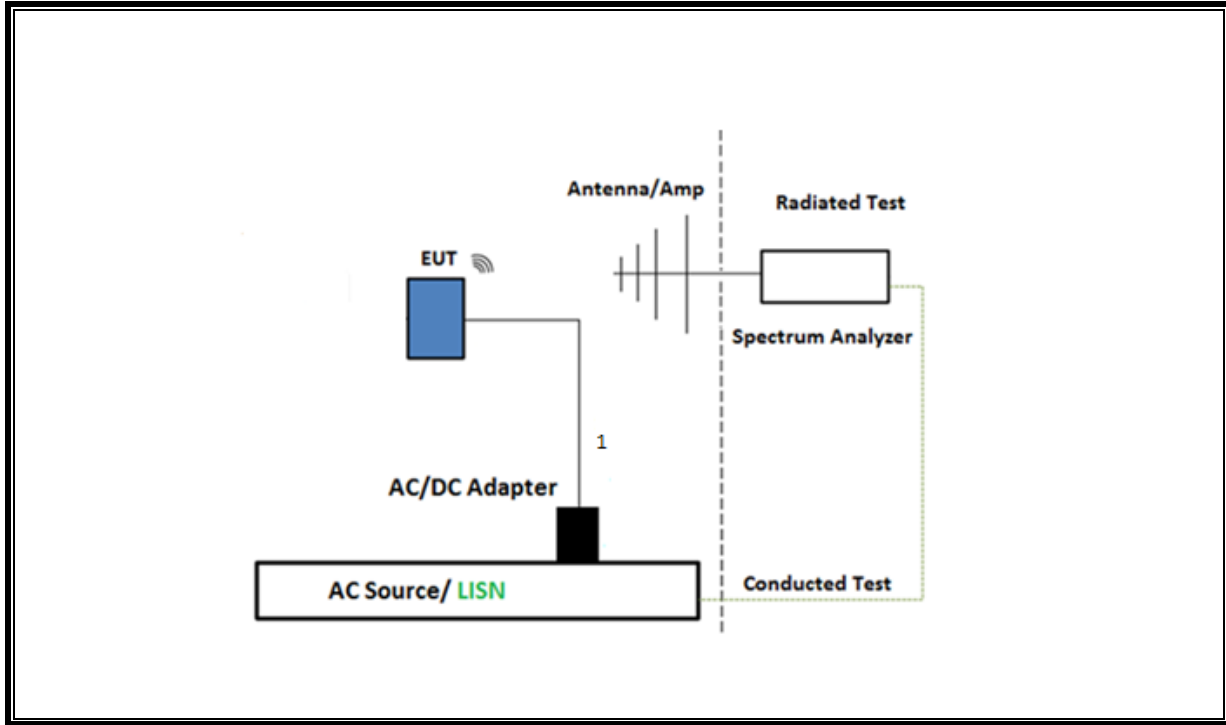 Antenna/Amp
Radiated Test
EUT
Spectrum Analyzer
1
AC/DC Adapter
AC Source/ LISN
Conducted Test